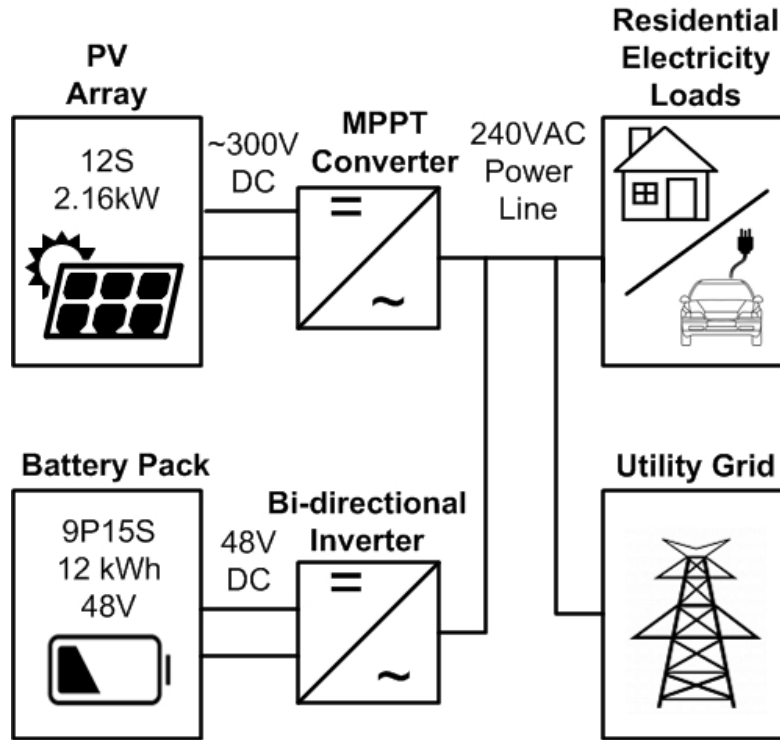 PV
Array
12S
2.16kW
~300V
DC
MPPT
Converter
=
~
240VAC
Power
Line
Residential
Electricity
Loads
Battery Pack
9P15S
12 kWh
48V
48V
DC
Bi-directional
Inverter
=
~
Utility Grid